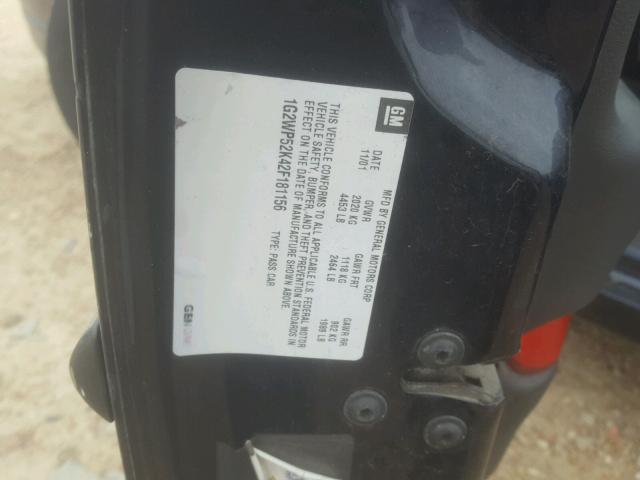 GM
MFD BY GENERAL MOTORS CORP
DATE GVWR GAWR FRT GAWR RR
11/01 2020 KG 1118 KG 902 KG
4453 LB 2464 LB 1989 LB
THIS VEHICLE CONFORMS TO ALL APPLICABLE U.S. FEDERAL MOTOR
VEHICLE SAFETY, BUMPER, AND THEFT PREVENTION STANDARDS IN
EFFECT ON THE DATE OF MANUFACTURE SHOWN ABOVE.
1G2WP52K42F181156 TYPE: PASS CAR